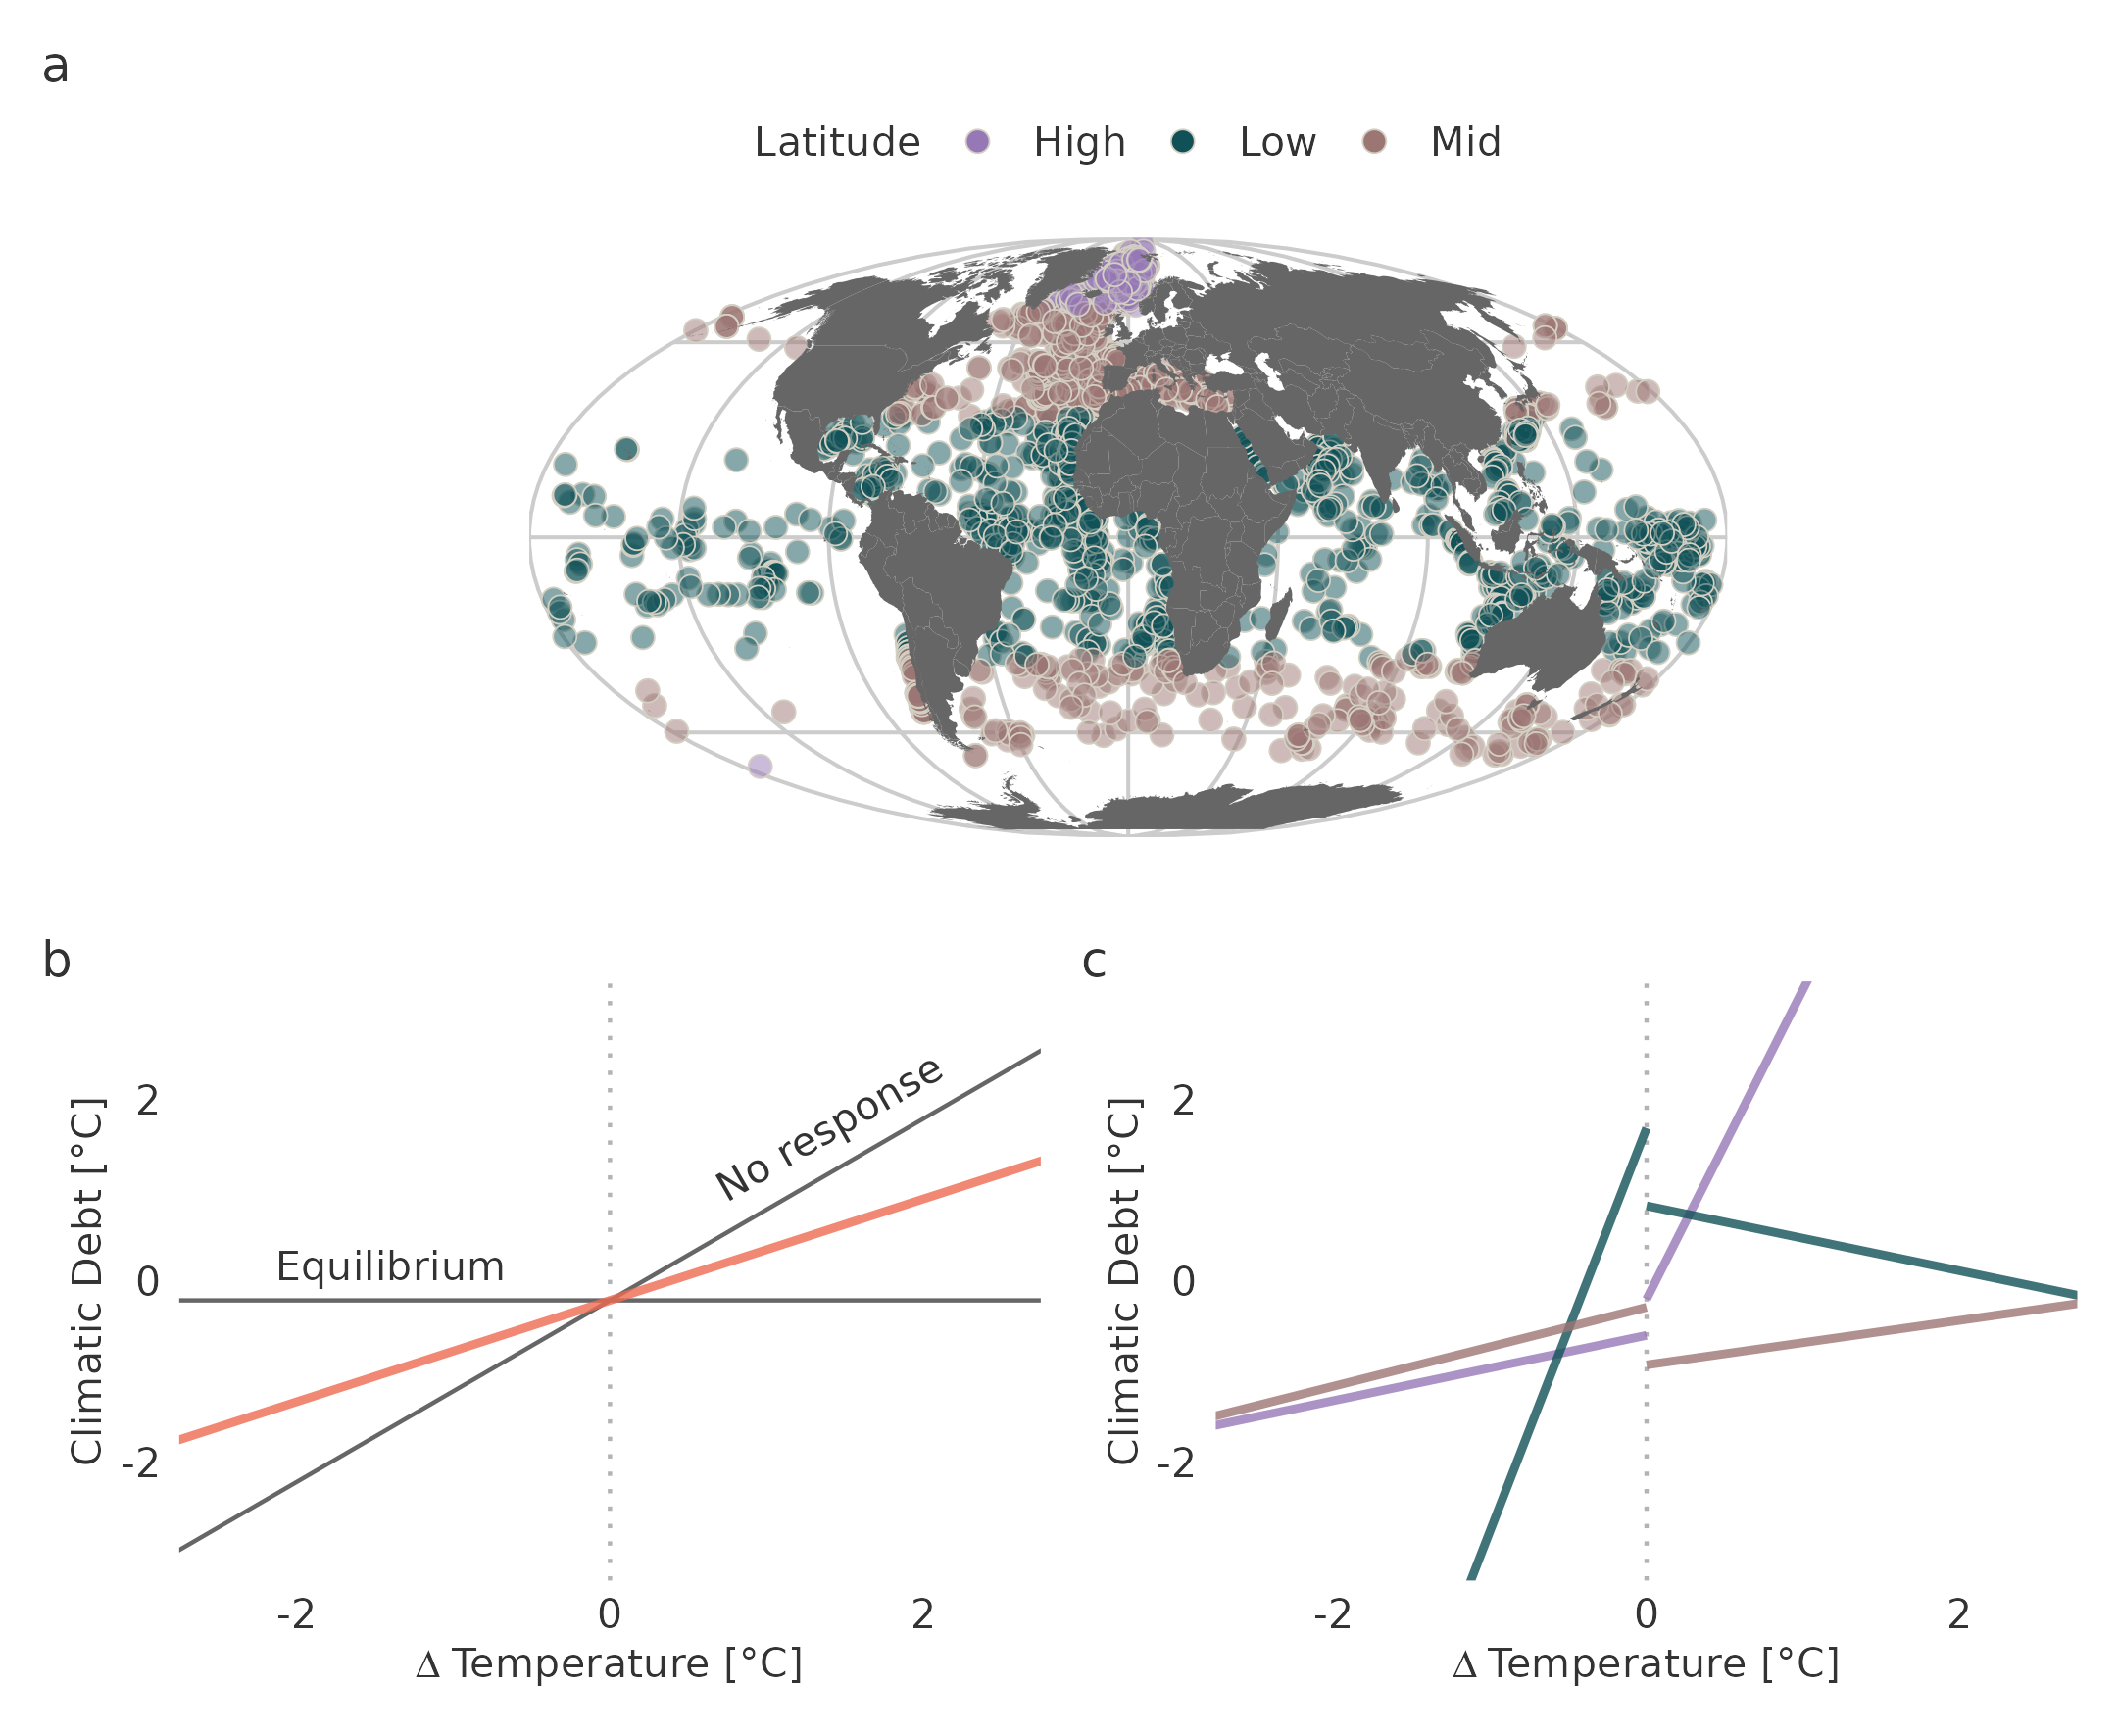 a
Latitude High Low Mid
b
c
Climatic Debt [°C]
2
0
-2
Equilibrium
No response
-2 0 2
Δ Temperature [°C]
Climatic Debt [°C]
2
0
-2
-2 0 2
Δ Temperature [°C]